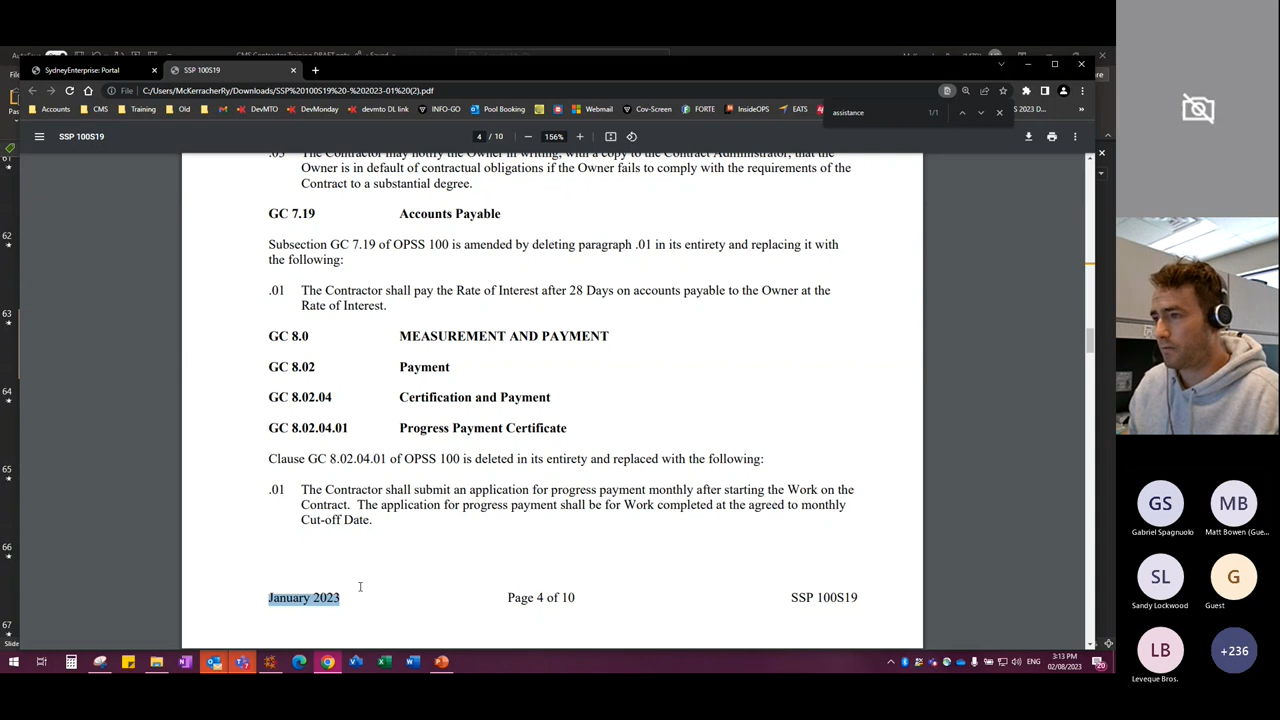 SydneyEnterprise: Portal
SSP 100S19
File
C:/Users/McKerracherRy/Downloads/SSP%20100S19%20-%202023-01%20(2).pdf
Accounts CMS Training Old DevMTO DevMonday devmto DL link INFO-GO Pool Booking Webmail Cov-Screen FORTE InsideOPS EATS
assistance 1/1
SSP 100S19
4 / 10
156%
.03 The Contractor may notify the Owner in writing, with a copy to the Contract Administrator, that the
Owner is in default of contractual obligations if the Owner fails to comply with the requirements of the
Contract to a substantial degree.
GC 7.19 Accounts Payable
Subsection GC 7.19 of OPSS 100 is amended by deleting paragraph .01 in its entirety and replacing it with
the following:
.01 The Contractor shall pay the Rate of Interest after 28 Days on accounts payable to the Owner at the
Rate of Interest.
GC 8.0 MEASUREMENT AND PAYMENT
GC 8.02 Payment
GC 8.02.04 Certification and Payment
GC 8.02.04.01 Progress Payment Certificate
Clause GC 8.02.04.01 of OPSS 100 is deleted in its entirety and replaced with the following:
.01 The Contractor shall submit an application for progress payment monthly after starting the Work on the
Contract. The application for progress payment shall be for Work completed at the agreed to monthly
Cut-off Date.
January 2023 Page 4 of 10 SSP 100S19
62
63
64
65
66
67
Slide
ENG
3:13 PM
02/08/2023
20
GS
Gabriel Spagnuolo
MB
Matt Bowen (Gue...
SL
Sandy Lockwood
G
Guest
LB
Leveque Bros.
+236